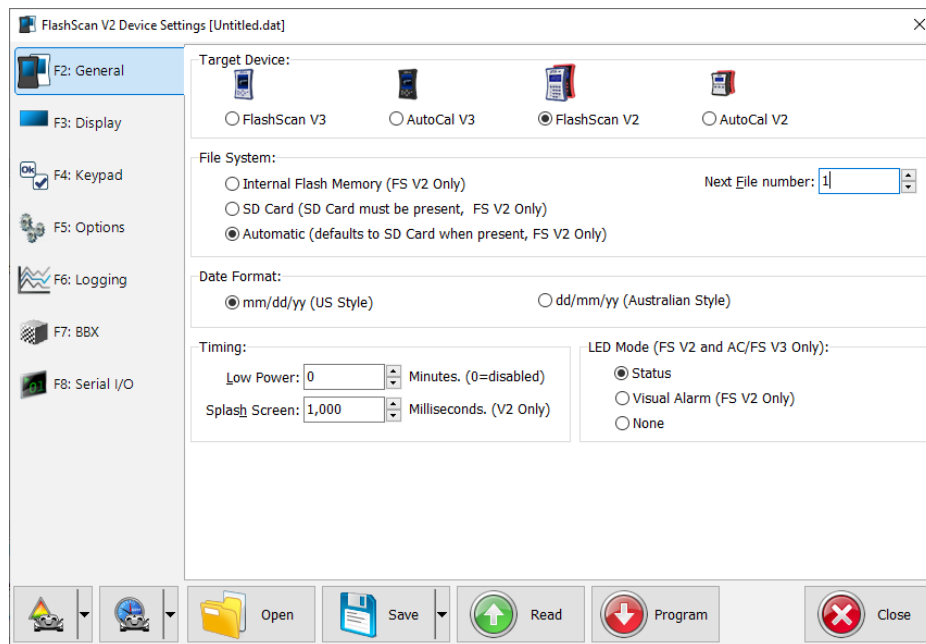 FlashScan V2 Device Settings [Untitled.dat]
F2: General
F3: Display
F4: Keypad
Ok
F5: Options
F6: Logging
F7: BBX
F8: Serial I/O
Target Device:
FlashScan V3 AutoCal V3 FlashScan V2 AutoCal V2
File System:
Internal Flash Memory (FS V2 Only) Next File number: 1
SD Card (SD Card must be present, FS V2 Only)
Automatic (defaults to SD Card when present, FS V2 Only)
Date Format:
mm/dd/yy (US Style) dd/mm/yy (Australian Style)
Timing:
Low Power: 0 Minutes. (0=disabled)
Splash Screen: 1,000 Milliseconds. (V2 Only)
LED Mode (FS V2 and AC/FS V3 Only):
Status
Visual Alarm (FS V2 Only)
None
Open Save Read Program Close